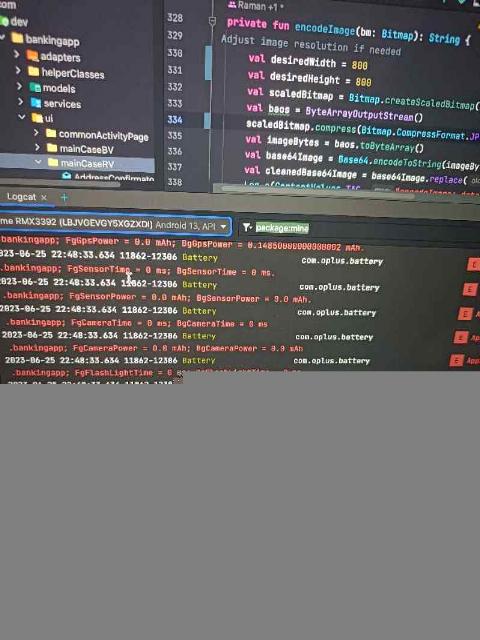 com
dev
bankingapp
adapters
helperClasses
models
services
ui
commonActivityPage
mainCaseBV
mainCaseRV
AddressConfirmatio
Raman +1 *
328
329 private fun encodeImage(bm: Bitmap): String {
Adjust image resolution if needed
330 val desiredWidth = 800
331 val desiredHeight = 800
332 val scaledBitmap = Bitmap.createScaledBitmap(
333 val baos = ByteArrayOutputStream()
334 scaledBitmap.compress(Bitmap.CompressFormat.JP
335 val imageBytes = baos.toByteArray()
336 val base64Image = Base64.encodeToString(imageBy
337 val cleanedBase64Image = base64Image.replace(
338
Logcat × +
me RMX3392 (LBJVGEVGY5XGZXDI) Android 13, API
package:mine
.bankingapp; FgGpsPower = 0.0 mAh; BgGpsPower = mAh.
2023-06-25 22:48:33.634 11862-12306 Battery com.oplus.battery E
.bankingapp; FgSensorTime = 0 ms; BgSensorTime = 0 ms.
2023-06-25 22:48:33.634 11862-12306 Battery com.oplus.battery E
.bankingapp; FgSensorPower = 0.0 mAh; BgSensorPower = 0.0 mAh.
2023-06-25 22:48:33.634 11862-12306 Battery com.oplus.battery E
.bankingapp; FgCameraTime = 0 ms; BgCameraTime = 0 ms
2023-06-25 22:48:33.634 11862-12306 Battery com.oplus.battery E
.bankingapp; FgCameraPower = 0.0 mAh; BgCameraPower = 0.0 mAh
2023-06-25 22:48:33.634 11862-12306 Battery com.oplus.battery E App
.bankingapp; FgFlashLightTime = 0